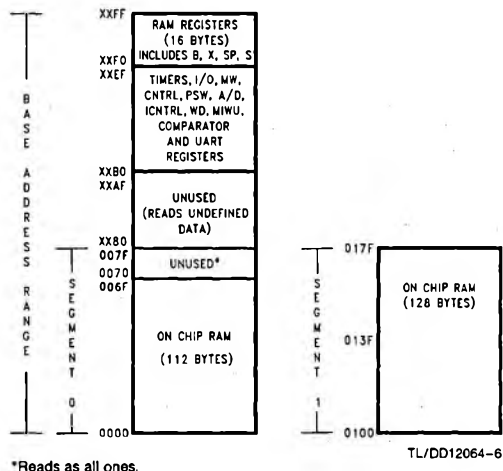 XXFF
RAM REGISTERS
(16 BYTES)
INCLUDES B, X, SP, S
XXF0
XXEF
TIMERS, I/O, MW,
CNTRL, PSW, A/D,
ICNTRL, WD, MIWU,
COMPARATOR
AND UART
REGISTERS
XXB0
XXAF
UNUSED
(READS UNDEFINED
DATA)
XX80
007F
UNUSED*
0070
006F
ON CHIP RAM
(112 BYTES)
0000
BASE ADDRESS RANGE
SEGMENT 0
017F
ON CHIP RAM
(128 BYTES)
013F
0100
SEGMENT 1
TL/DD12064-6
*Reads as all ones.